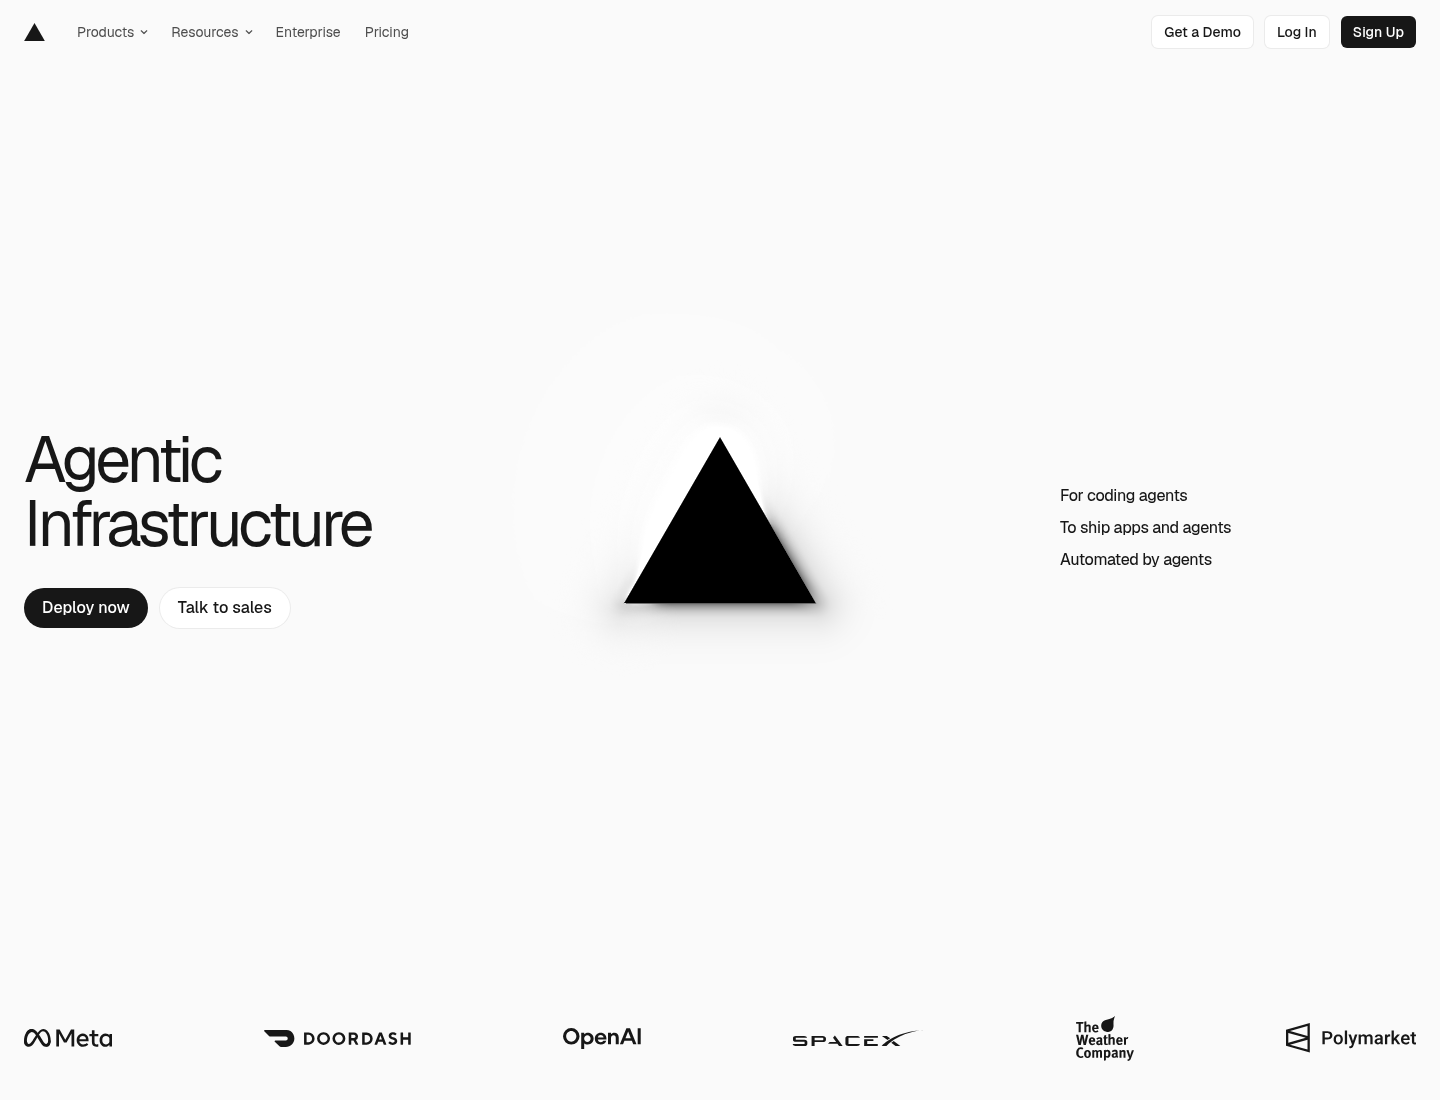 Products
Resources
Enterprise
Pricing
Get a Demo
Log In
Sign Up
Agentic
Infrastructure
Deploy now
Talk to sales
For coding agents
To ship apps and agents
Automated by agents
Meta
DOORDASH
OpenAI
SPACEX
The
Weather
Company
Polymarket